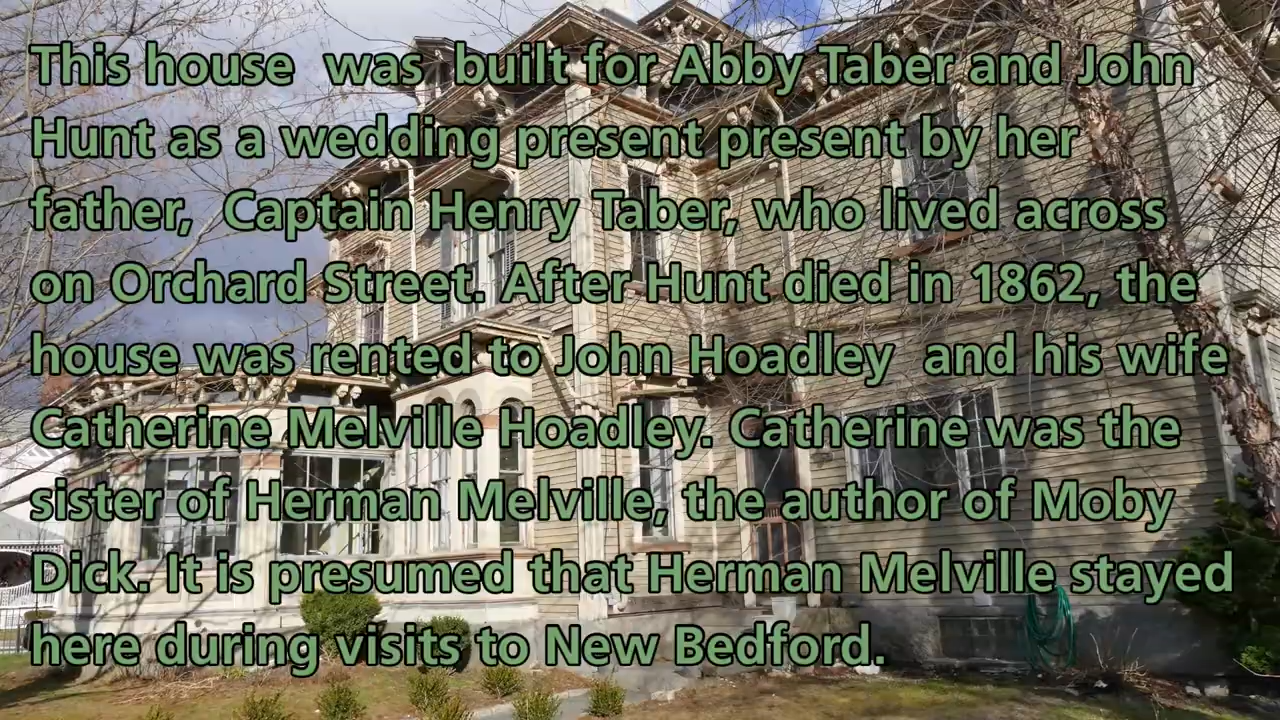 This house  was  built for Abby Taber and John
Hunt as a wedding present present by her
father,  Captain Henry Taber, who lived across
on Orchard Street. After Hunt died in 1862, the
house was rented to John Hoadley  and his wife
Catherine Melville Hoadley. Catherine was the
sister of Herman Melville, the author of Moby
Dick. It is presumed that Herman Melville stayed
here during visits to New Bedford.